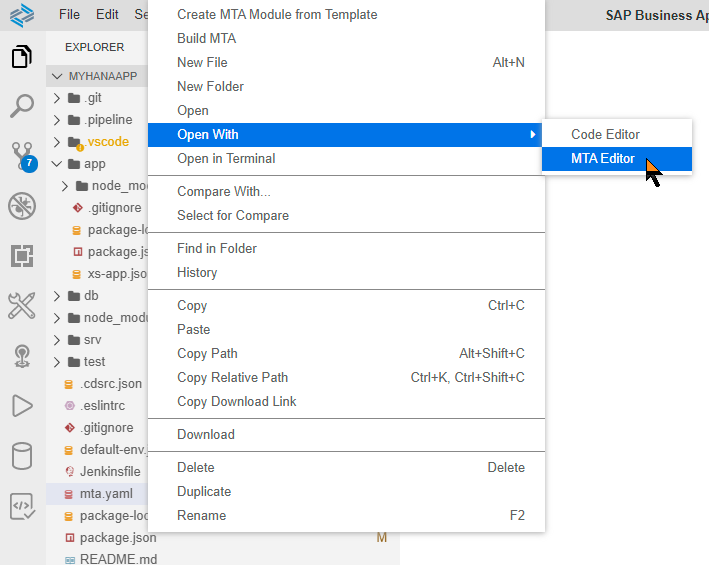 File Edit Se
SAP Business Ap
EXPLORER
MYHANAAPP
.git
.pipeline
.vscode
7
app
node_mo
.gitignore
package-lo
package.js
xs-app.jso
db
node_modu
srv
test
.cdsrc.json
.eslintrc
.gitignore
default-env.
Jenkinsfile
mta.yaml
package-loc
package.json M
README.md
Create MTA Module from Template
Build MTA
New File Alt+N
New Folder
Open
Open With
Open in Terminal
Compare With...
Select for Compare
Find in Folder
History
Copy Ctrl+C
Paste
Copy Path Alt+Shift+C
Copy Relative Path Ctrl+K, Ctrl+Shift+C
Copy Download Link
Download
Delete Delete
Duplicate
Rename F2
Code Editor
MTA Editor